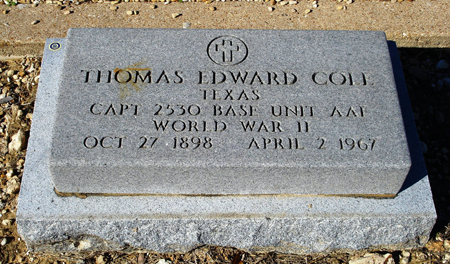 THOMAS EDWARD COLE
TEXAS
CAPT 2530 BASE UNIT AAF
WORLD WAR II
OCT 27 1898 APRIL 2 1967